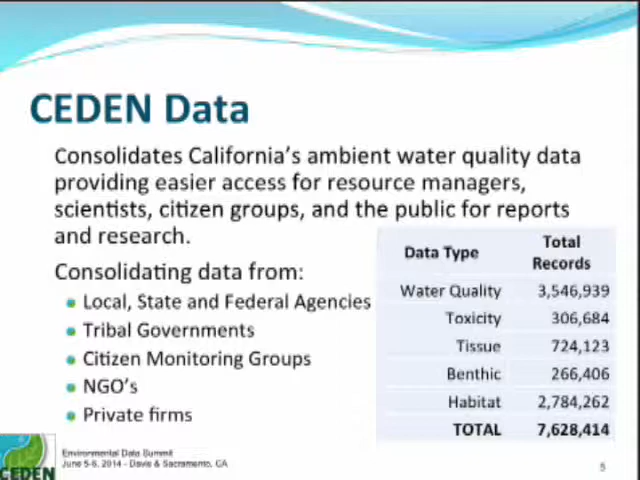 CEDEN Data
Consolidates California's ambient water quality data
providing easier access for resource managers,
scientists, citizen groups, and the public for reports
and research.
Consolidating data from:
Local, State and Federal Agencies
Tribal Governments
Citizen Monitoring Groups
NGO's
Private firms
Data Type Total Records
Water Quality 3,546,939
Toxicity 306,684
Tissue 724,123
Benthic 266,406
Habitat 2,784,262
TOTAL 7,628,414
CEDEN
Environmental Data Summit
June 5-6, 2014 - Davis & Sacramento, CA
5